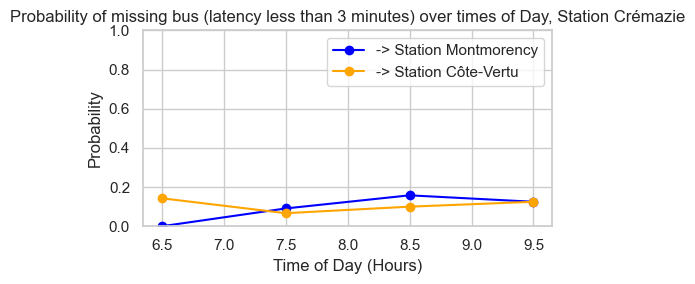 Probability of missing bus (latency less than 3 minutes) over times of Day, Station Crémazie
1.0
0.8
0.6
0.4
0.2
0.0
Probability
-> Station Montmorency
-> Station Côte-Vertu
6.5 7.0 7.5 8.0 8.5 9.0 9.5
Time of Day (Hours)